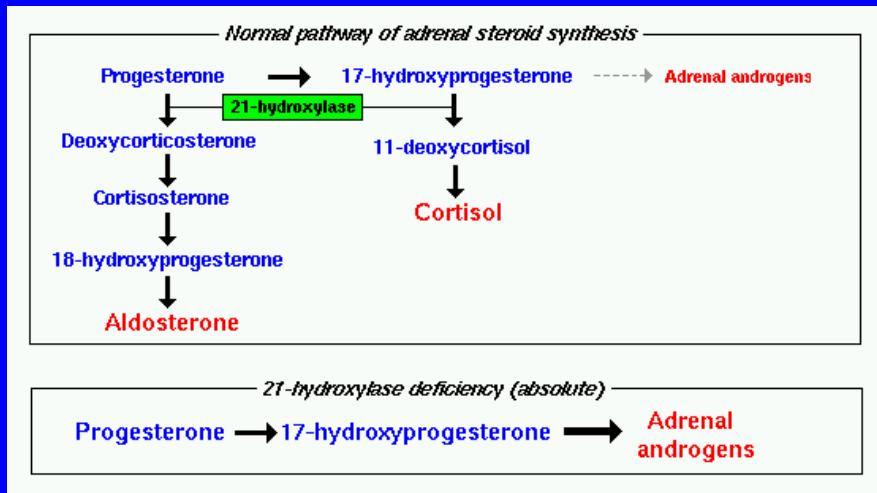 Normal pathway of adrenal steroid synthesis
Progesterone 17-hydroxyprogesterone Adrenal androgens
21-hydroxylase
Deoxycorticosterone 11-deoxycortisol
Cortisosterone
Cortisol
18-hydroxyprogesterone
Aldosterone
21-hydroxylase deficiency (absolute)
Progesterone 17-hydroxyprogesterone Adrenal
androgens